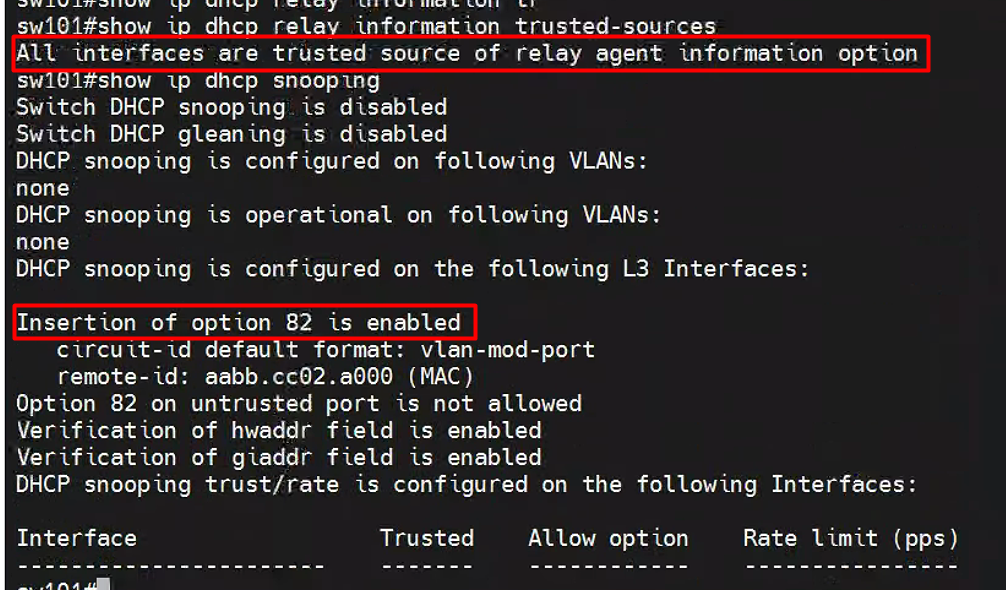 sw101#show ip dhcp relay information tr
sw101#show ip dhcp relay information trusted-sources
All interfaces are trusted source of relay agent information option
sw101#show ip dhcp snooping
Switch DHCP snooping is disabled
Switch DHCP gleaning is disabled
DHCP snooping is configured on following VLANs:
none
DHCP snooping is operational on following VLANs:
none
DHCP snooping is configured on the following L3 Interfaces:
Insertion of option 82 is enabled
circuit-id default format: vlan-mod-port
remote-id: aabb.cc02.a000 (MAC)
Option 82 on untrusted port is not allowed
Verification of hwaddr field is enabled
Verification of giaddr field is enabled
DHCP snooping trust/rate is configured on the following Interfaces:
Interface Trusted Allow option Rate limit (pps)
----------------------- ------- ------------ ----------------
sw101#